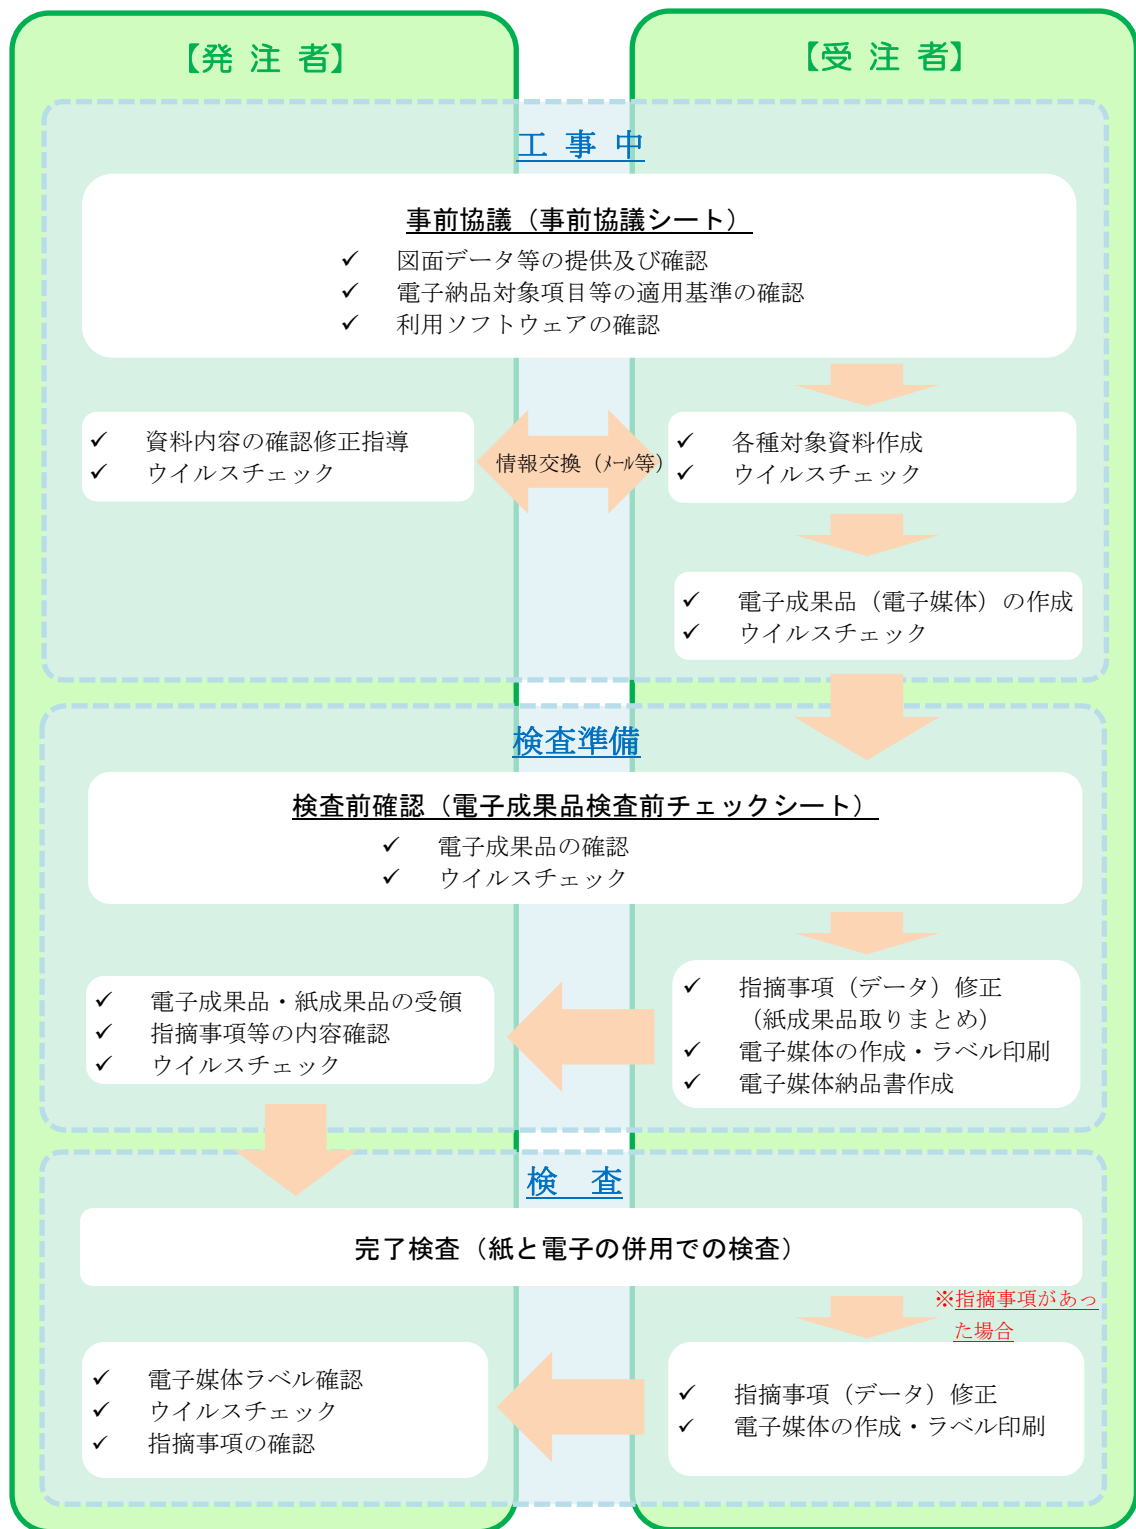 【発 注 者】
【受 注 者】
工 事 中
事前協議（事前協議シート）
✓ 図面データ等の提供及び確認
✓ 電子納品対象項目等の適用基準の確認
✓ 利用ソフトウェアの確認
✓ 資料内容の確認修正指導
✓ ウイルスチェック
情報交換（ﾒｰﾙ等）
✓ 各種対象資料作成
✓ ウイルスチェック
✓ 電子成果品（電子媒体）の作成
✓ ウイルスチェック
検査準備
検査前確認（電子成果品検査前チェックシート）
✓ 電子成果品の確認
✓ ウイルスチェック
✓ 指摘事項（データ）修正
（紙成果品取りまとめ）
✓ 電子媒体の作成・ラベル印刷
✓ 電子媒体納品書作成
✓ 電子成果品・紙成果品の受領
✓ 指摘事項等の内容確認
✓ ウイルスチェック
検　査
完了検査（紙と電子の併用での検査）
※指摘事項があっ
た場合
✓ 指摘事項（データ）修正
✓ 電子媒体の作成・ラベル印刷
✓ 電子媒体ラベル確認
✓ ウイルスチェック
✓ 指摘事項の確認